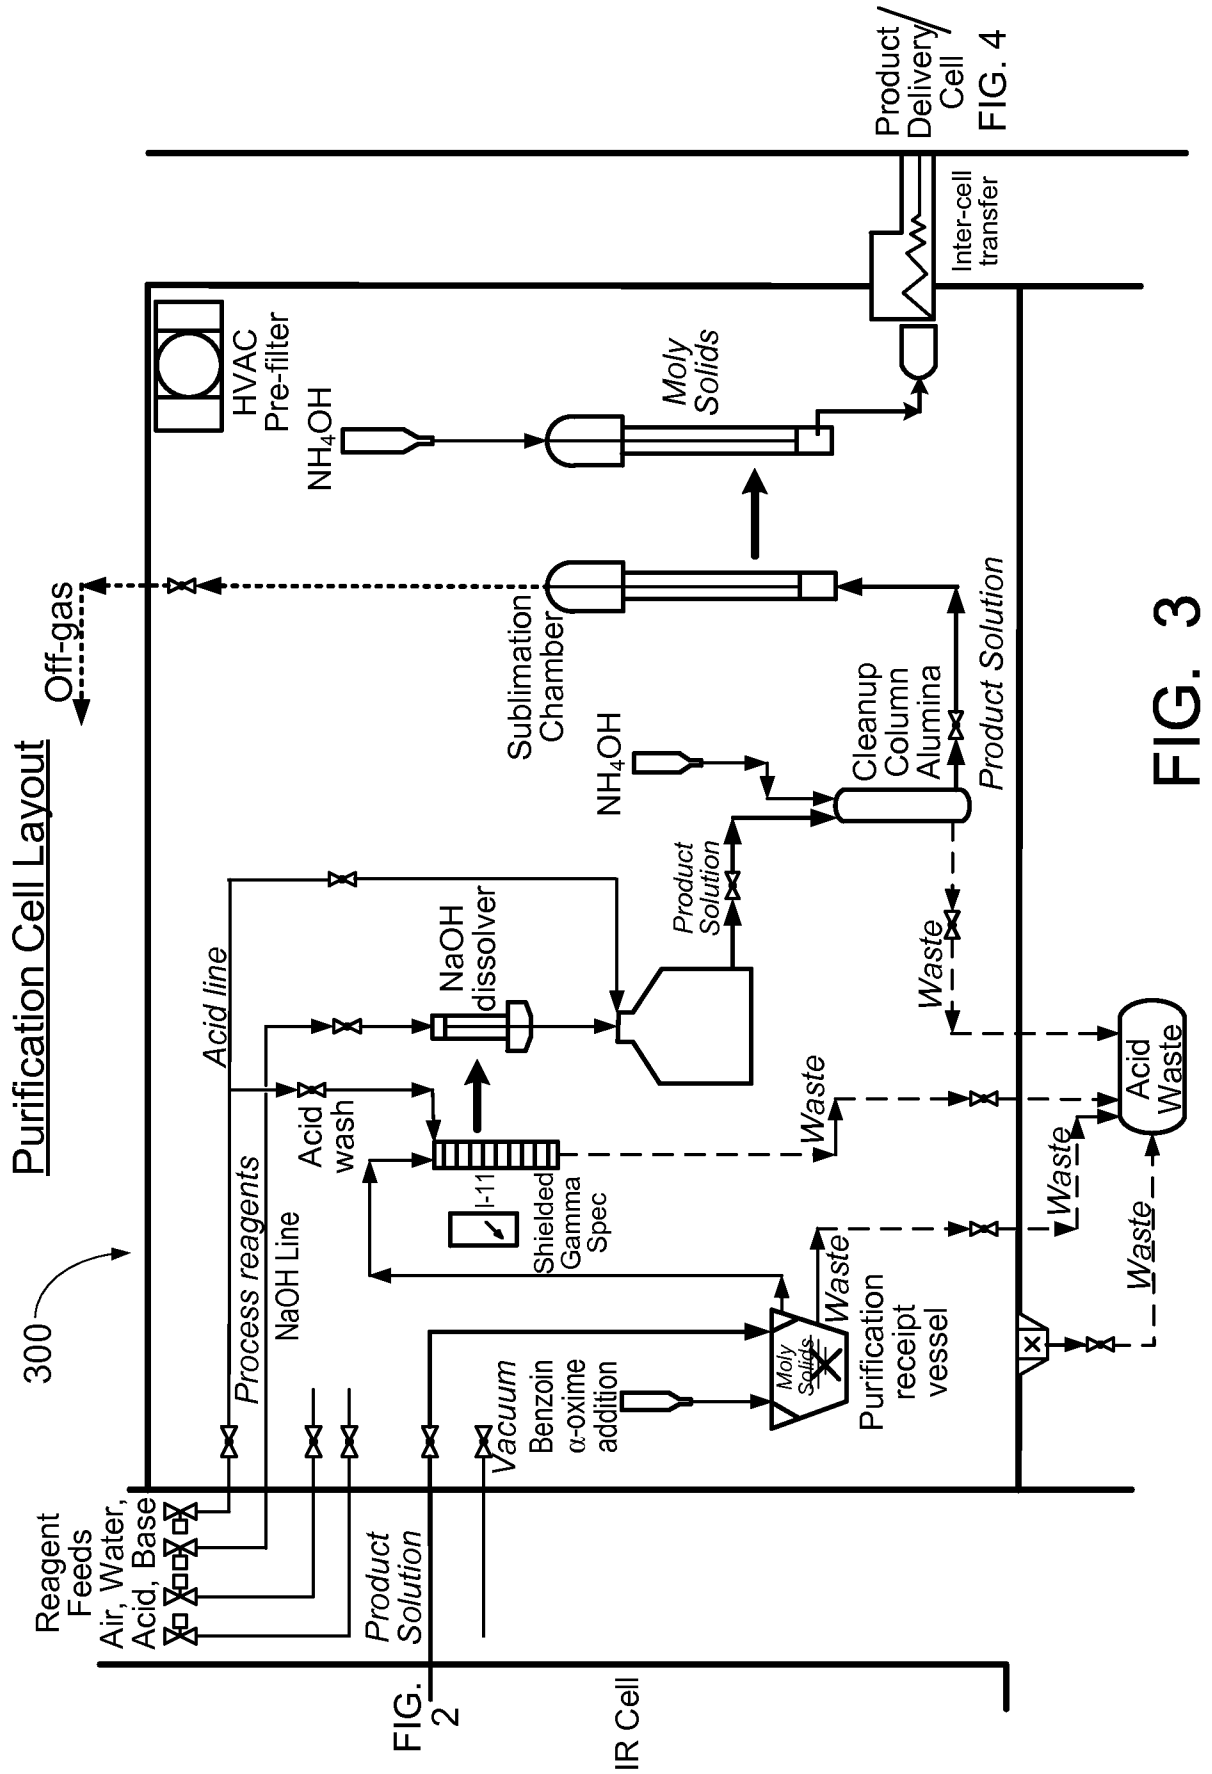 Purification Cell Layout
300
Reagent
Feeds
Air, Water,
Acid, Base
Off-gas
HVAC
Pre-filter
Acid line
Process reagents
NaOH Line
Acid
wash
NaOH
dissolver
NH4OH
Sublimation
Chamber
Moly
Solids
I-11
Shielded
Gamma
Spec
Product
Solution
FIG.
2
Vacuum
Benzoin
α-oxime
addition
Moly
Solids
Purification
receipt
vessel
Waste
Waste
Product
Solution
NH4OH
Cleanup
Column
Alumina
Product Solution
Waste
Waste
Waste
Acid
Waste
IR Cell
Inter-cell
transfer
Product
Delivery
Cell
FIG. 4
FIG. 3